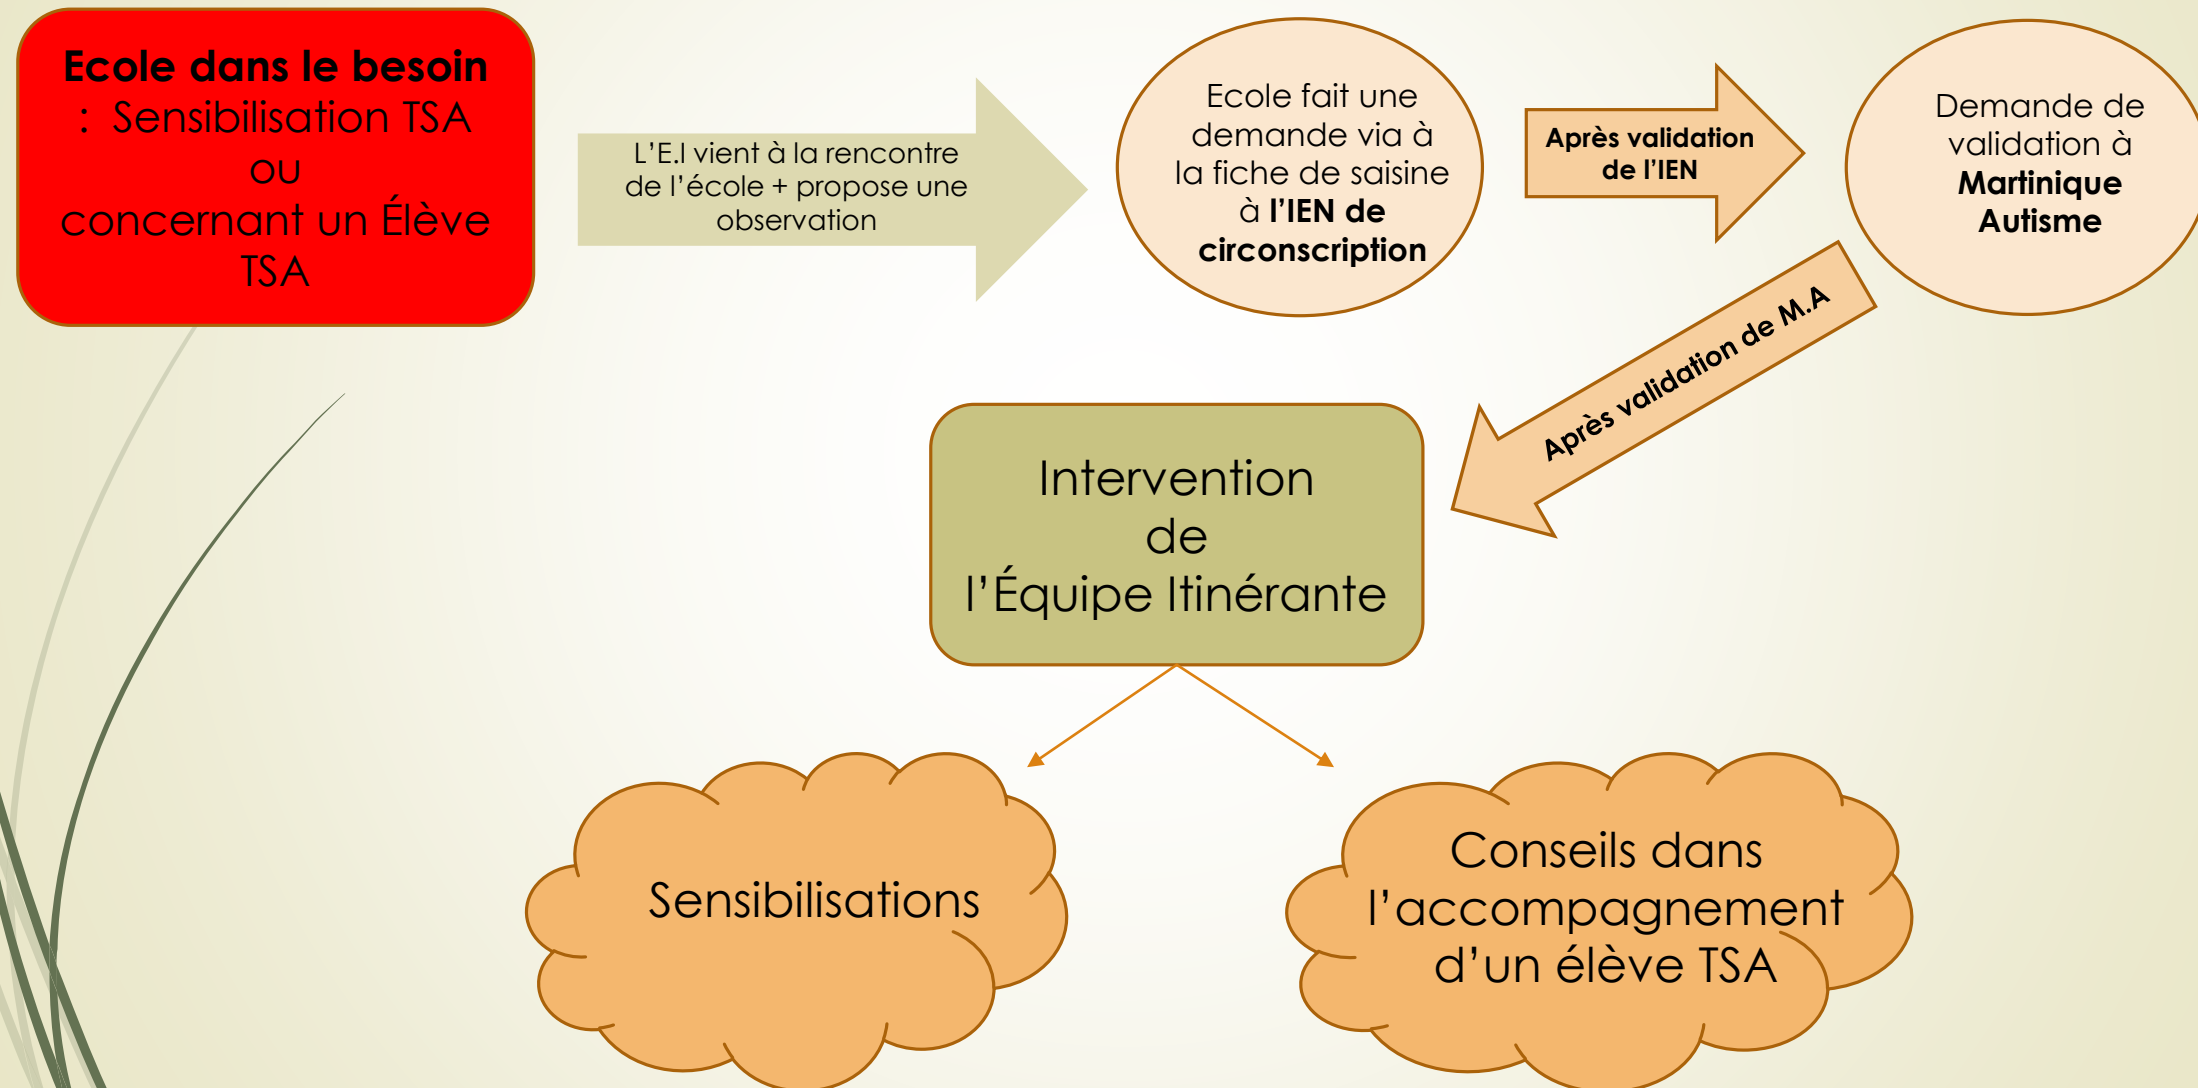 Ecole dans le besoin
: Sensibilisation TSA
ou
concernant un Élève
TSA
L'E.I vient à la rencontre
de l'école + propose une
observation
Ecole fait une
demande via à
la fiche de saisine
à l'IEN de
circonscription
Après validation
de l'IEN
Demande de
validation à
Martinique
Autisme
Après validation de M.A
Intervention
de
l'Équipe Itinérante
Sensibilisations
Conseils dans
l'accompagnement
d'un élève TSA